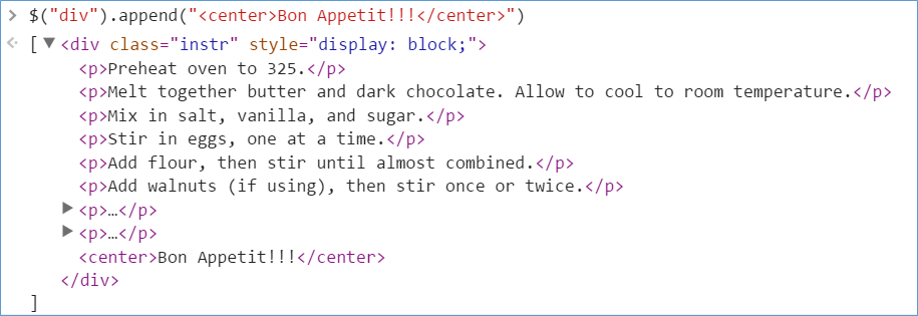 > $("div").append("<center>Bon Appetit!!!</center>")
[ ▼<div class="instr" style="display: block;">
<p>Preheat oven to 325.</p>
<p>Melt together butter and dark chocolate. Allow to cool to room temperature.</p>
<p>Mix in salt, vanilla, and sugar.</p>
<p>Stir in eggs, one at a time.</p>
<p>Add flour, then stir until almost combined.</p>
<p>Add walnuts (if using), then stir once or twice.</p>
▶<p>…</p>
▶<p>…</p>
<center>Bon Appetit!!!</center>
</div>
]